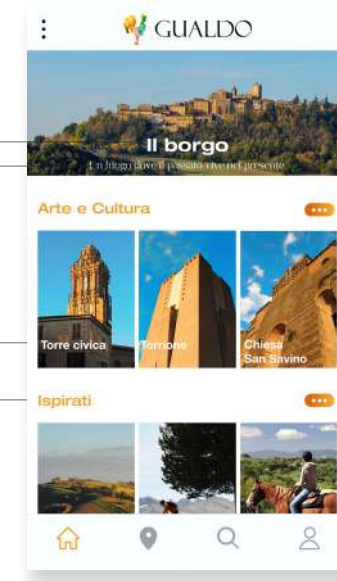 GUALDO
Il borgo
Un luogo dove il passato vive nel presente
Arte e Cultura
Torre civica
Torrione
Chiesa
San Savino
Ispirati